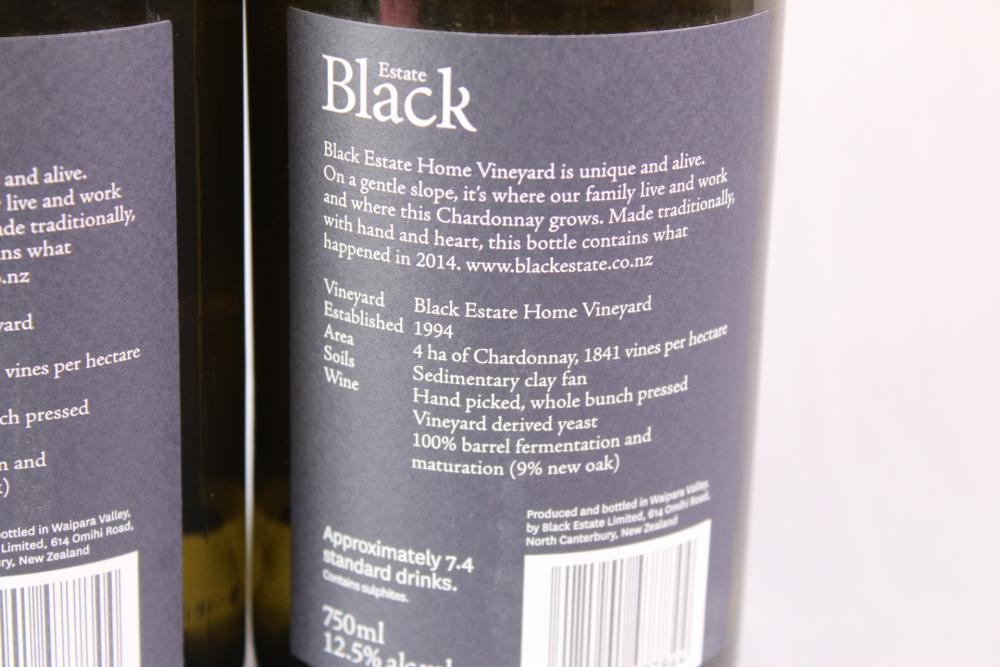 and alive.
live and work
de traditionally,
ns what
.nz
ard
vines per hectare
ch pressed
n and
k)
ottled in Waipara Valley,
Limited, 614 Omihi Road,
ry, New Zealand
Estate
Black
Black Estate Home Vineyard is unique and alive.
On a gentle slope, it's where our family live and work
and where this Chardonnay grows. Made traditionally,
with hand and heart, this bottle contains what
happened in 2014. www.blackestate.co.nz
Vineyard Black Estate Home Vineyard
Established 1994
Area 4 ha of Chardonnay, 1841 vines per hectare
Soils Sedimentary clay fan
Wine Hand picked, whole bunch pressed
Vineyard derived yeast
100% barrel fermentation and
maturation (9% new oak)
Produced and bottled in Waipara Valley,
by Black Estate Limited, 614 Omihi Road,
North Canterbury, New Zealand
Approximately 7.4
standard drinks.
Contains sulphites.
750ml
12.5%